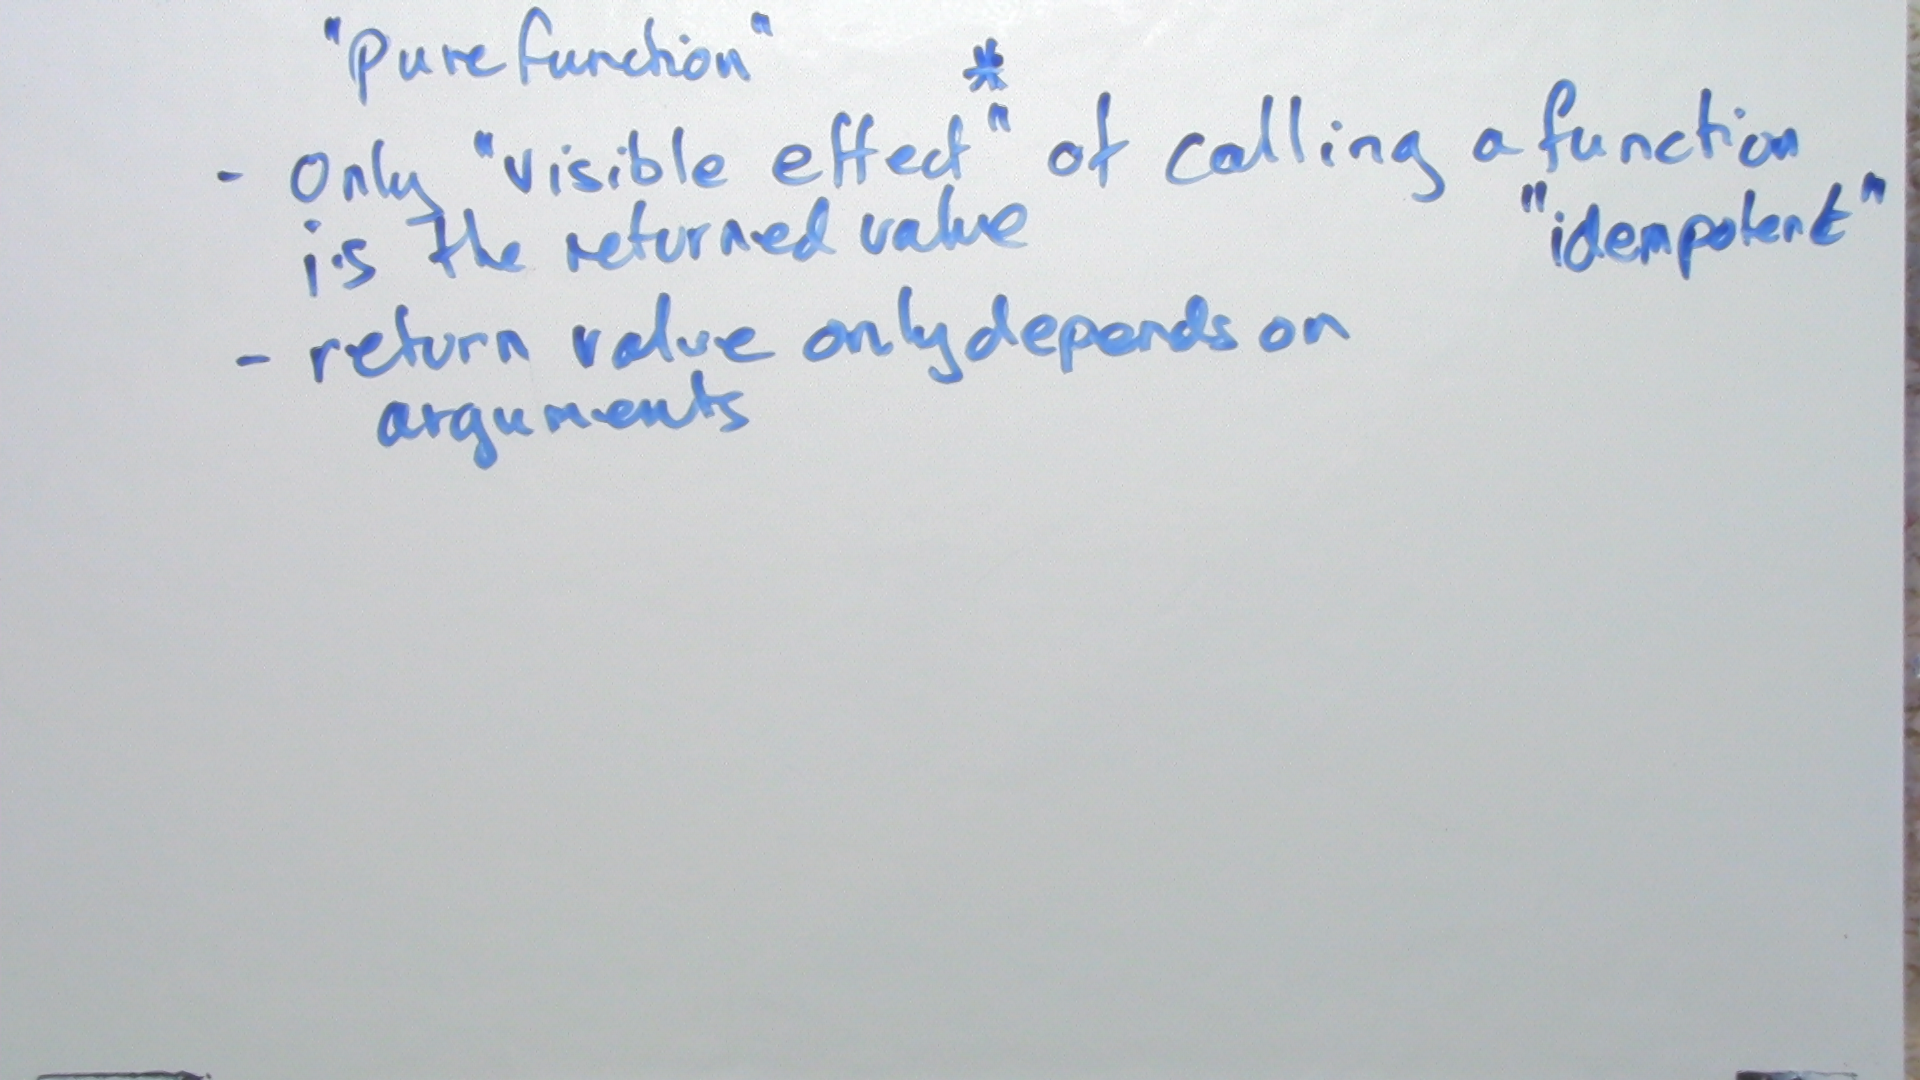 "pure function"
*
- Only "visible effect" of calling a function
is the returned value
"idempotent"
- return value only depends on
arguments